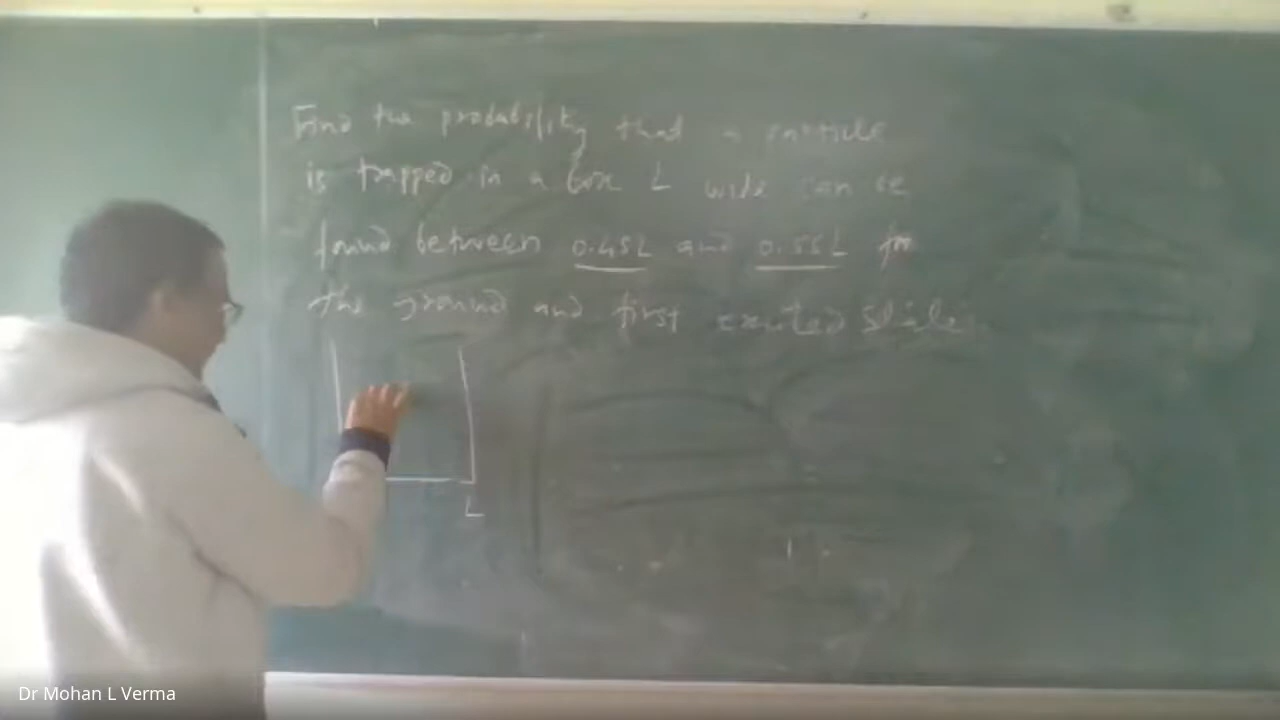 Find the probability that a particle
is trapped in a box L wide can be
found between 0.45L and 0.55L for
the ground and first excited state
L
Dr Mohan L Verma